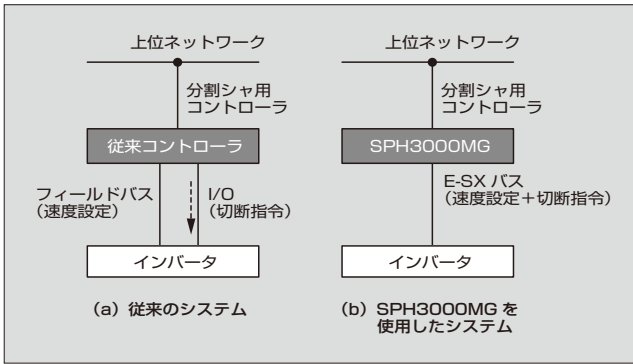 上位ネットワーク
分割シャ用
コントローラ
従来コントローラ
フィールドバス
（速度設定）
I/O
（切断指令）
インバータ
（a）従来のシステム
上位ネットワーク
分割シャ用
コントローラ
SPH3000MG
E-SX バス
（速度設定＋切断指令）
インバータ
（b）SPH3000MG を
使用したシステム